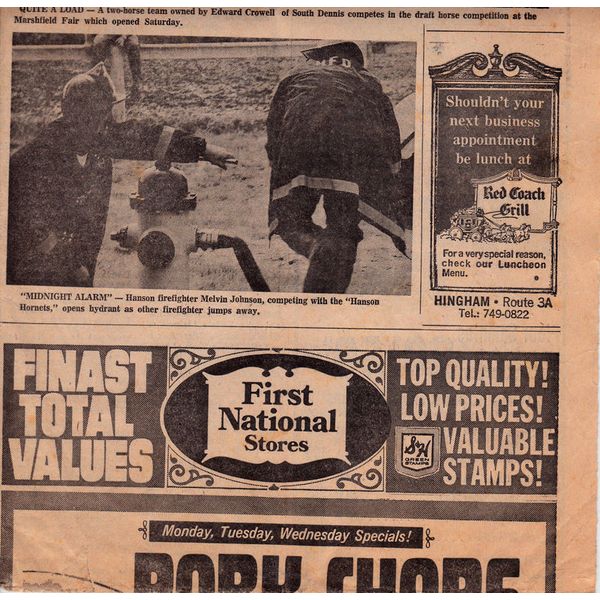 QUITE A LOAD — A two-horse team owned by Edward Crowell of South Dennis competes in the draft horse competition at the
Marshfield Fair which opened Saturday.
M.F.D.
"MIDNIGHT ALARM" — Hanson firefighter Melvin Johnson, competing with the "Hanson
Hornets," opens hydrant as other firefighter jumps away.
Shouldn't your
next business
appointment
be lunch at
Red Coach
Grill
For a very special reason,
check our Luncheon
Menu.
HINGHAM • Route 3A
Tel.: 749-0822
FINAST
TOTAL
VALUES
First
National
Stores
TOP QUALITY!
LOW PRICES!
VALUABLE
STAMPS!
S&H
GREEN
STAMPS
Monday, Tuesday, Wednesday Specials!
PORK CHOPS